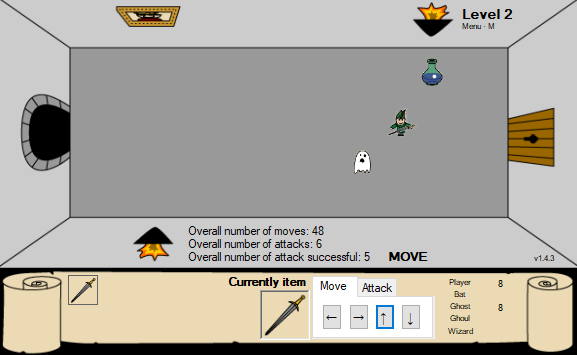 Level 2
Menu - M
Overall number of moves: 48
Overall number of attacks: 6
Overall number of attack successful: 5
MOVE
v1.4.3
Currently item
Move
Attack
← → ↑ ↓
Player 8
Bat
Ghost 8
Ghoul
Wizard